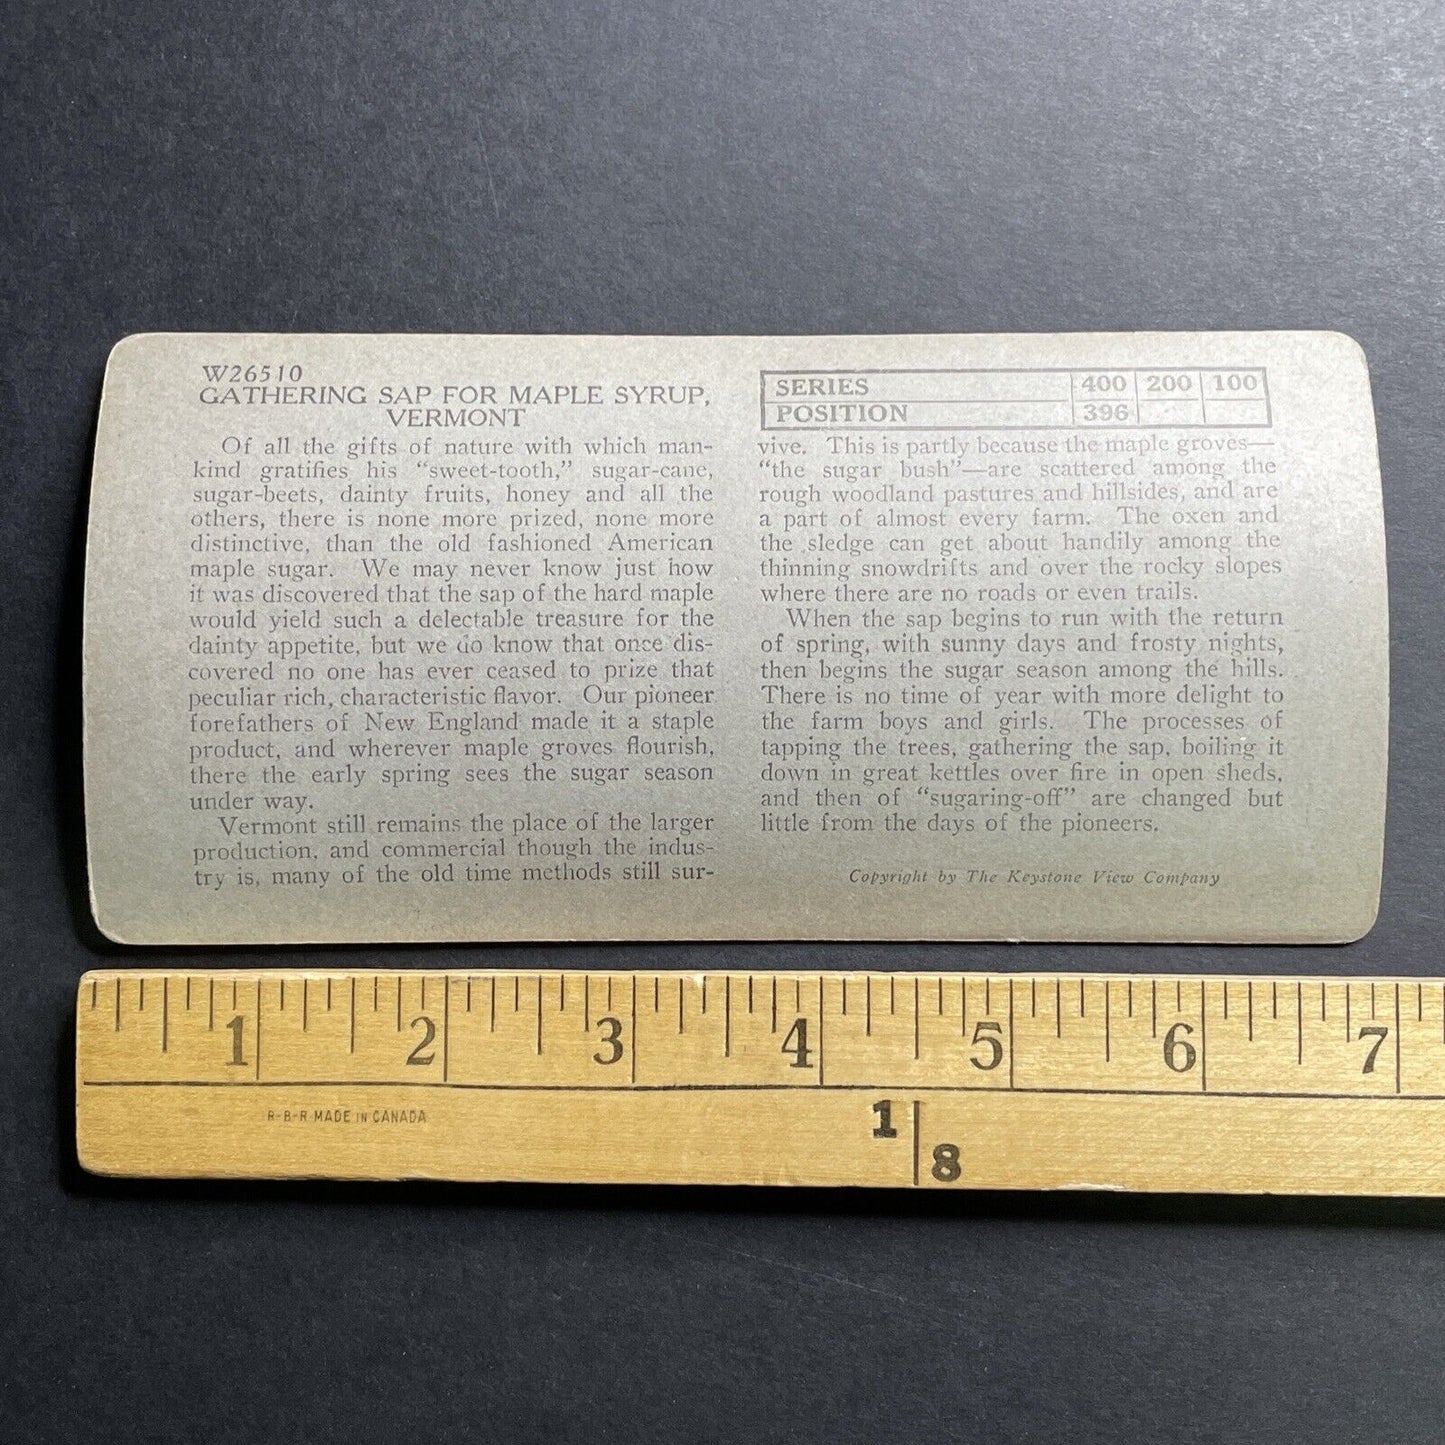 W26510
GATHERING SAP FOR MAPLE SYRUP,
VERMONT
Of all the gifts of nature with which man-
kind gratifies his "sweet-tooth," sugar-cane,
sugar-beets, dainty fruits, honey and all the
others, there is none more prized, none more
distinctive, than the old fashioned American
maple sugar. We may never know just how
it was discovered that the sap of the hard maple
would yield such a delectable treasure for the
dainty appetite, but we do know that once dis-
covered no one has ever ceased to prize that
peculiar rich, characteristic flavor. Our pioneer
forefathers of New England made it a staple
product, and wherever maple groves flourish,
there the early spring sees the sugar season
under way.
Vermont still remains the place of the larger
production, and commercial though the indus-
try is, many of the old time methods still sur-
SERIES 400 200 100
POSITION 396
vive. This is partly because the maple groves—
"the sugar bush"—are scattered among the
rough woodland pastures and hillsides, and are
a part of almost every farm. The oxen and
the sledge can get about handily among the
thinning snowdrifts and over the rocky slopes
where there are no roads or even trails.
When the sap begins to run with the return
of spring, with sunny days and frosty nights,
then begins the sugar season among the hills.
There is no time of year with more delight to
the farm boys and girls. The processes of
tapping the trees, gathering the sap, boiling it
down in great kettles over fire in open sheds,
and then of "sugaring-off" are changed but
little from the days of the pioneers.
Copyright by The Keystone View Company
1 2 3 4 5 6 7
R-B-R MADE IN CANADA
1 8